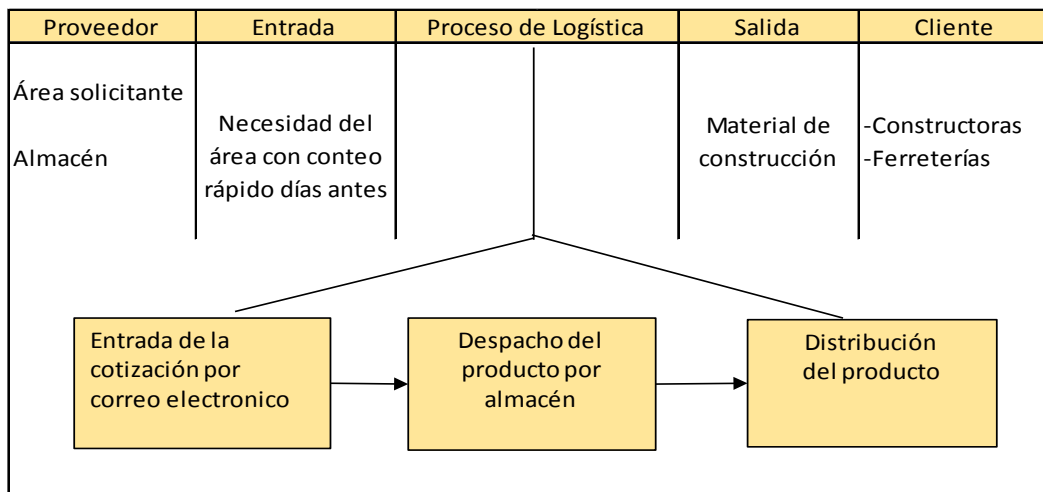 Proveedor
Entrada
Proceso de Logística
Salida
Cliente
Área solicitante
Almacén
Necesidad del
área con conteo
rápido días antes
Material de
construcción
-Constructoras
-Ferreterías
Entrada de la
cotización por
correo electronico
Despacho del
producto por
almacén
Distribución
del producto